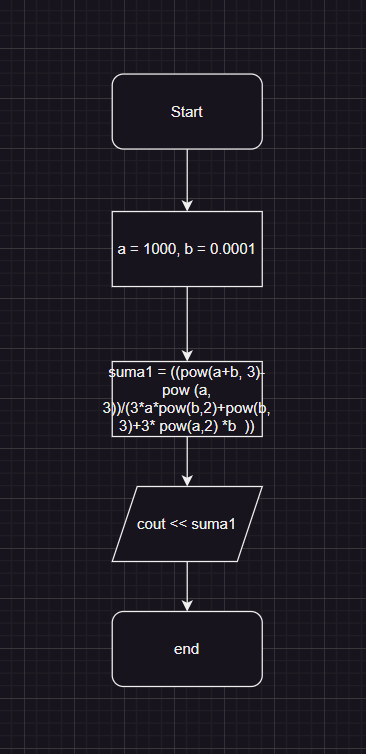 Start
a = 1000, b = 0.0001
suma1 = ((pow(a+b, 3)-
pow (a,
3))/(3*a*pow(b,2)+pow(b,
3)+3* pow(a,2) *b  ))
cout << suma1
end